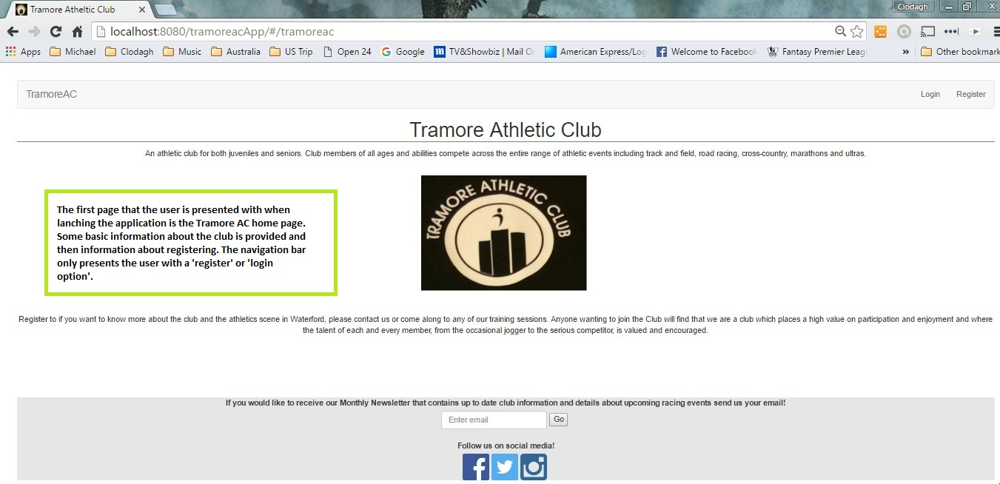 Tramore Atheltic Club
Clodagh
localhost:8080/tramoreacApp/#/tramoreac
Apps Michael Clodagh Music Australia US Trip Open 24 Google TV&Showbiz | Mail On American Express/Log Welcome to Facebook Fantasy Premier Leagu » Other bookmark
TramoreAC Login Register
Tramore Athletic Club
An athletic club for both juveniles and seniors. Club members of all ages and abilities compete across the entire range of athletic events including track and field, road racing, cross-country, marathons and ultras.
TRAMORE ATHLETIC CLUB
The first page that the user is presented with when
lanching the application is the Tramore AC home page.
Some basic information about the club is provided and
then information about registering. The navigation bar
only presents the user with a 'register' or 'login
option'.
Register to if you want to know more about the club and the athletics scene in Waterford, please contact us or come along to any of our training sessions. Anyone wanting to join the Club will find that we are a club which places a high value on participation and enjoyment and where
the talent of each and every member, from the occasional jogger to the serious competitor, is valued and encouraged.
If you would like to receive our Monthly Newsletter that contains up to date club information and details about upcoming racing events send us your email!
Enter email Go
Follow us on social media!